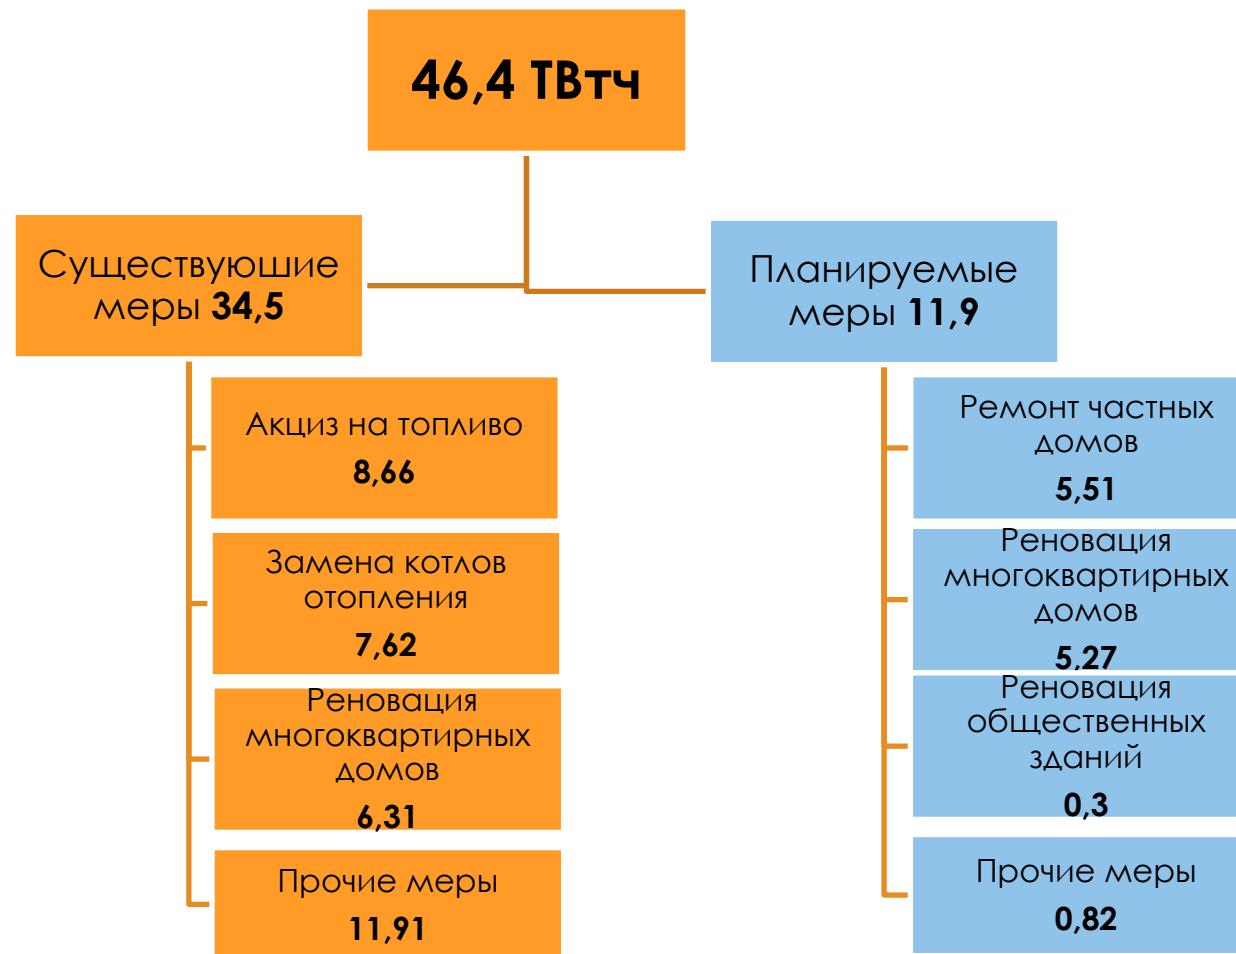 46,4 ТВтч
Существуюшие
меры 34,5
Планируемые
меры 11,9
Акциз на топливо
8,66
Замена котлов
отопления
7,62
Реновация
многоквартирных
домов
6,31
Прочие меры
11,91
Ремонт частных
домов
5,51
Реновация
многоквартирных
домов
5,27
Реновация
общественных
зданий
0,3
Прочие меры
0,82